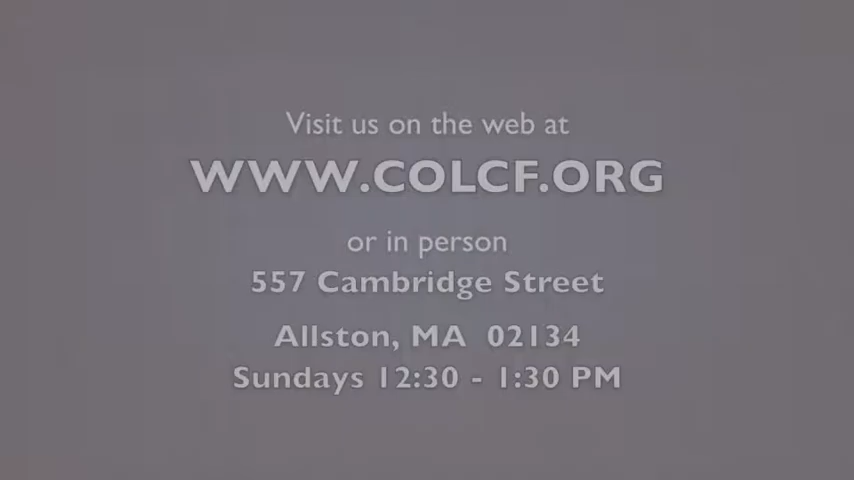 Visit us on the web at
WWW.COLCF.ORG
or in person
557 Cambridge Street
Allston, MA  02134
Sundays 12:30 - 1:30 PM